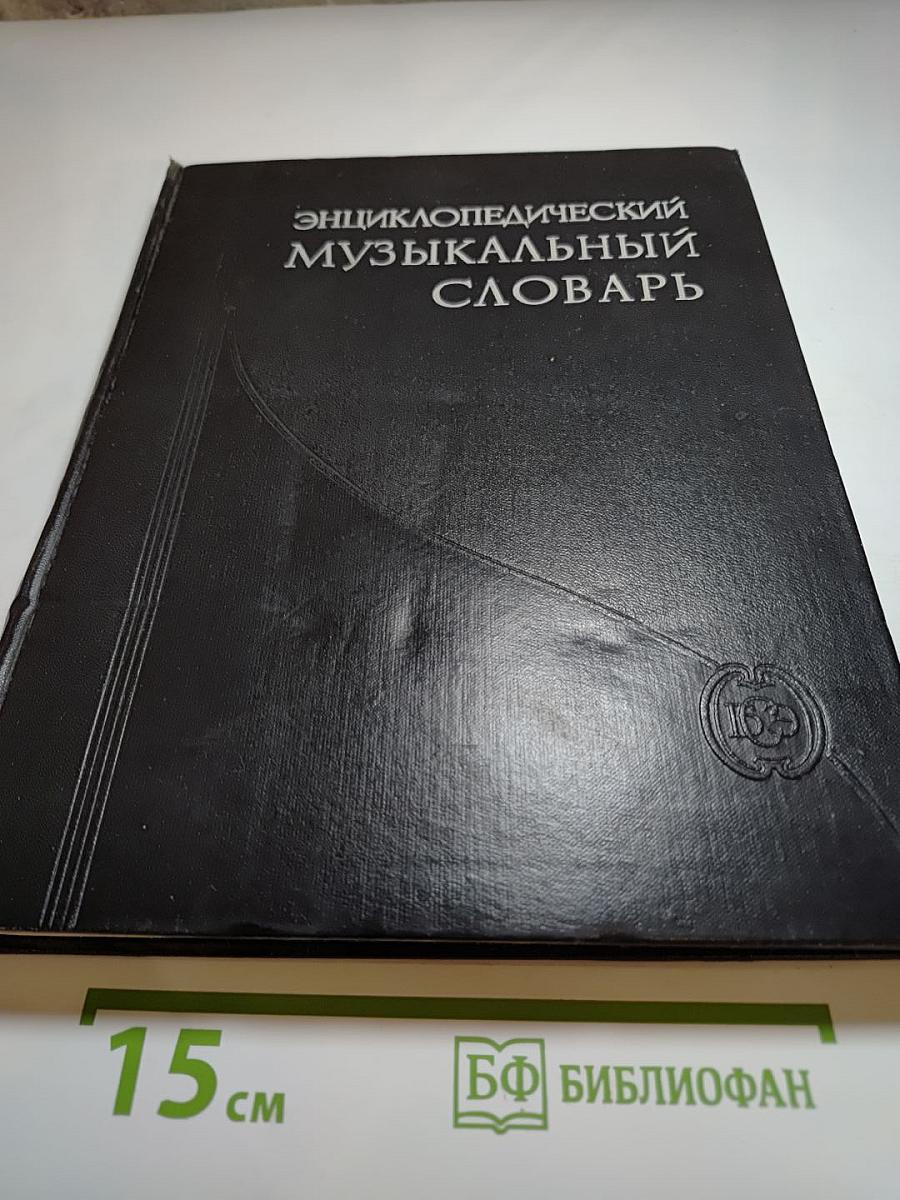 ЭНЦИКЛОПЕДИЧЕСКИЙ
МУЗЫКАЛЬНЫЙ
СЛОВАРЬ
15 см
БФ БИБЛИОФАН